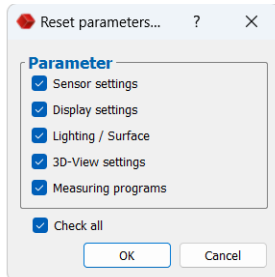 Reset parameters... ?
Parameter
Sensor settings
Display settings
Lighting / Surface
3D-View settings
Measuring programs
Check all
OK Cancel